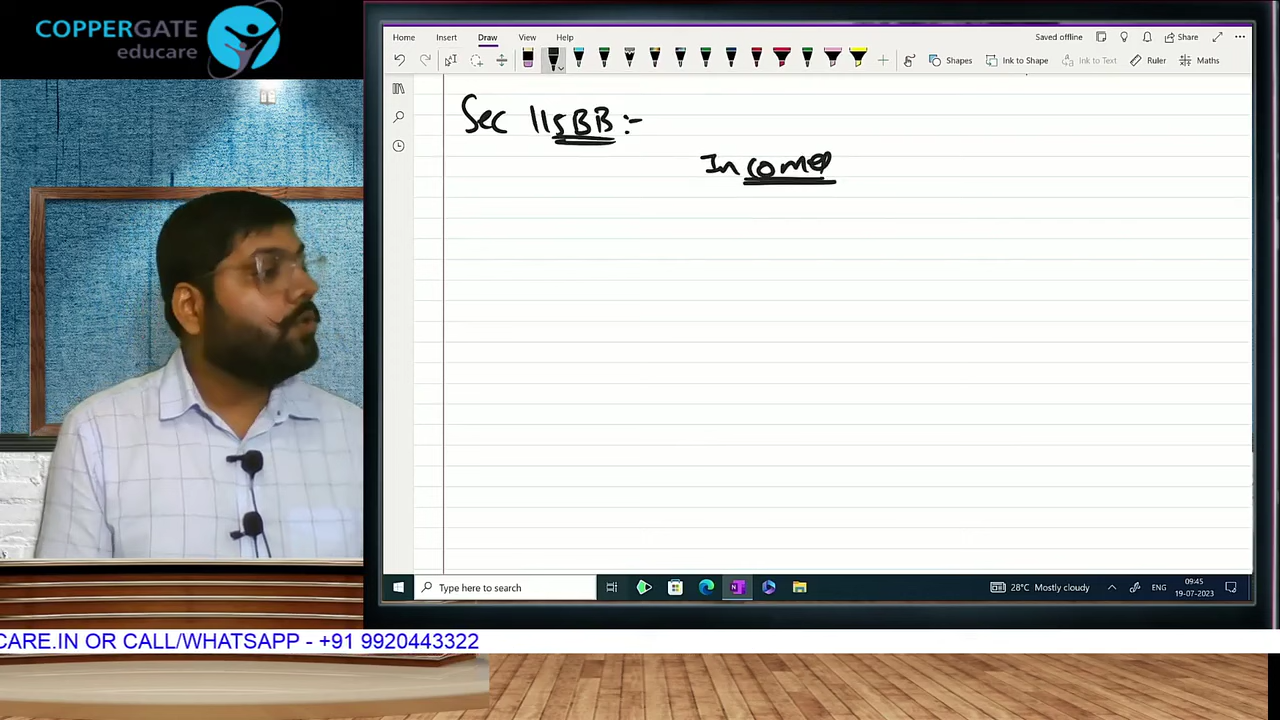 COPPERGATE
educare
Home Insert Draw View Help
Saved offline
Share
Shapes
Ink to Shape
Ink to Text
Ruler
Maths
Sec 115BB:-
Income
Type here to search
28°C Mostly cloudy
ENG
09:45
19-07-2023
CARE.IN OR CALL/WHATSAPP - +91 9920443322